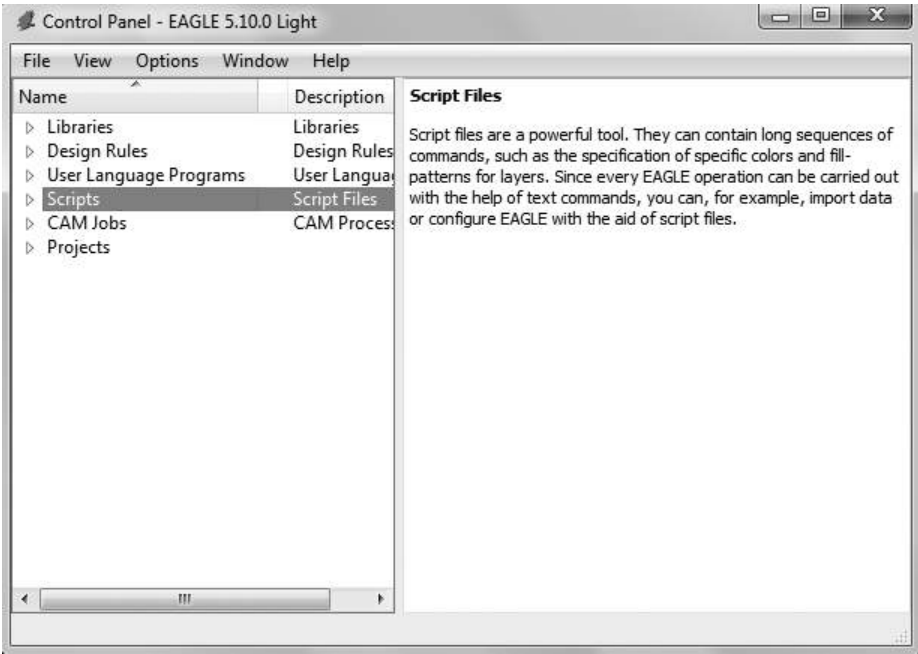 Control Panel - EAGLE 5.10.0 Light
File View Options Window Help
Name Description
Libraries Libraries
Design Rules Design Rules
User Language Programs User Languag
Scripts Script Files
CAM Jobs CAM Process
Projects
Script Files
Script files are a powerful tool. They can contain long sequences of
commands, such as the specification of specific colors and fill-
patterns for layers. Since every EAGLE operation can be carried out
with the help of text commands, you can, for example, import data
or configure EAGLE with the aid of script files.